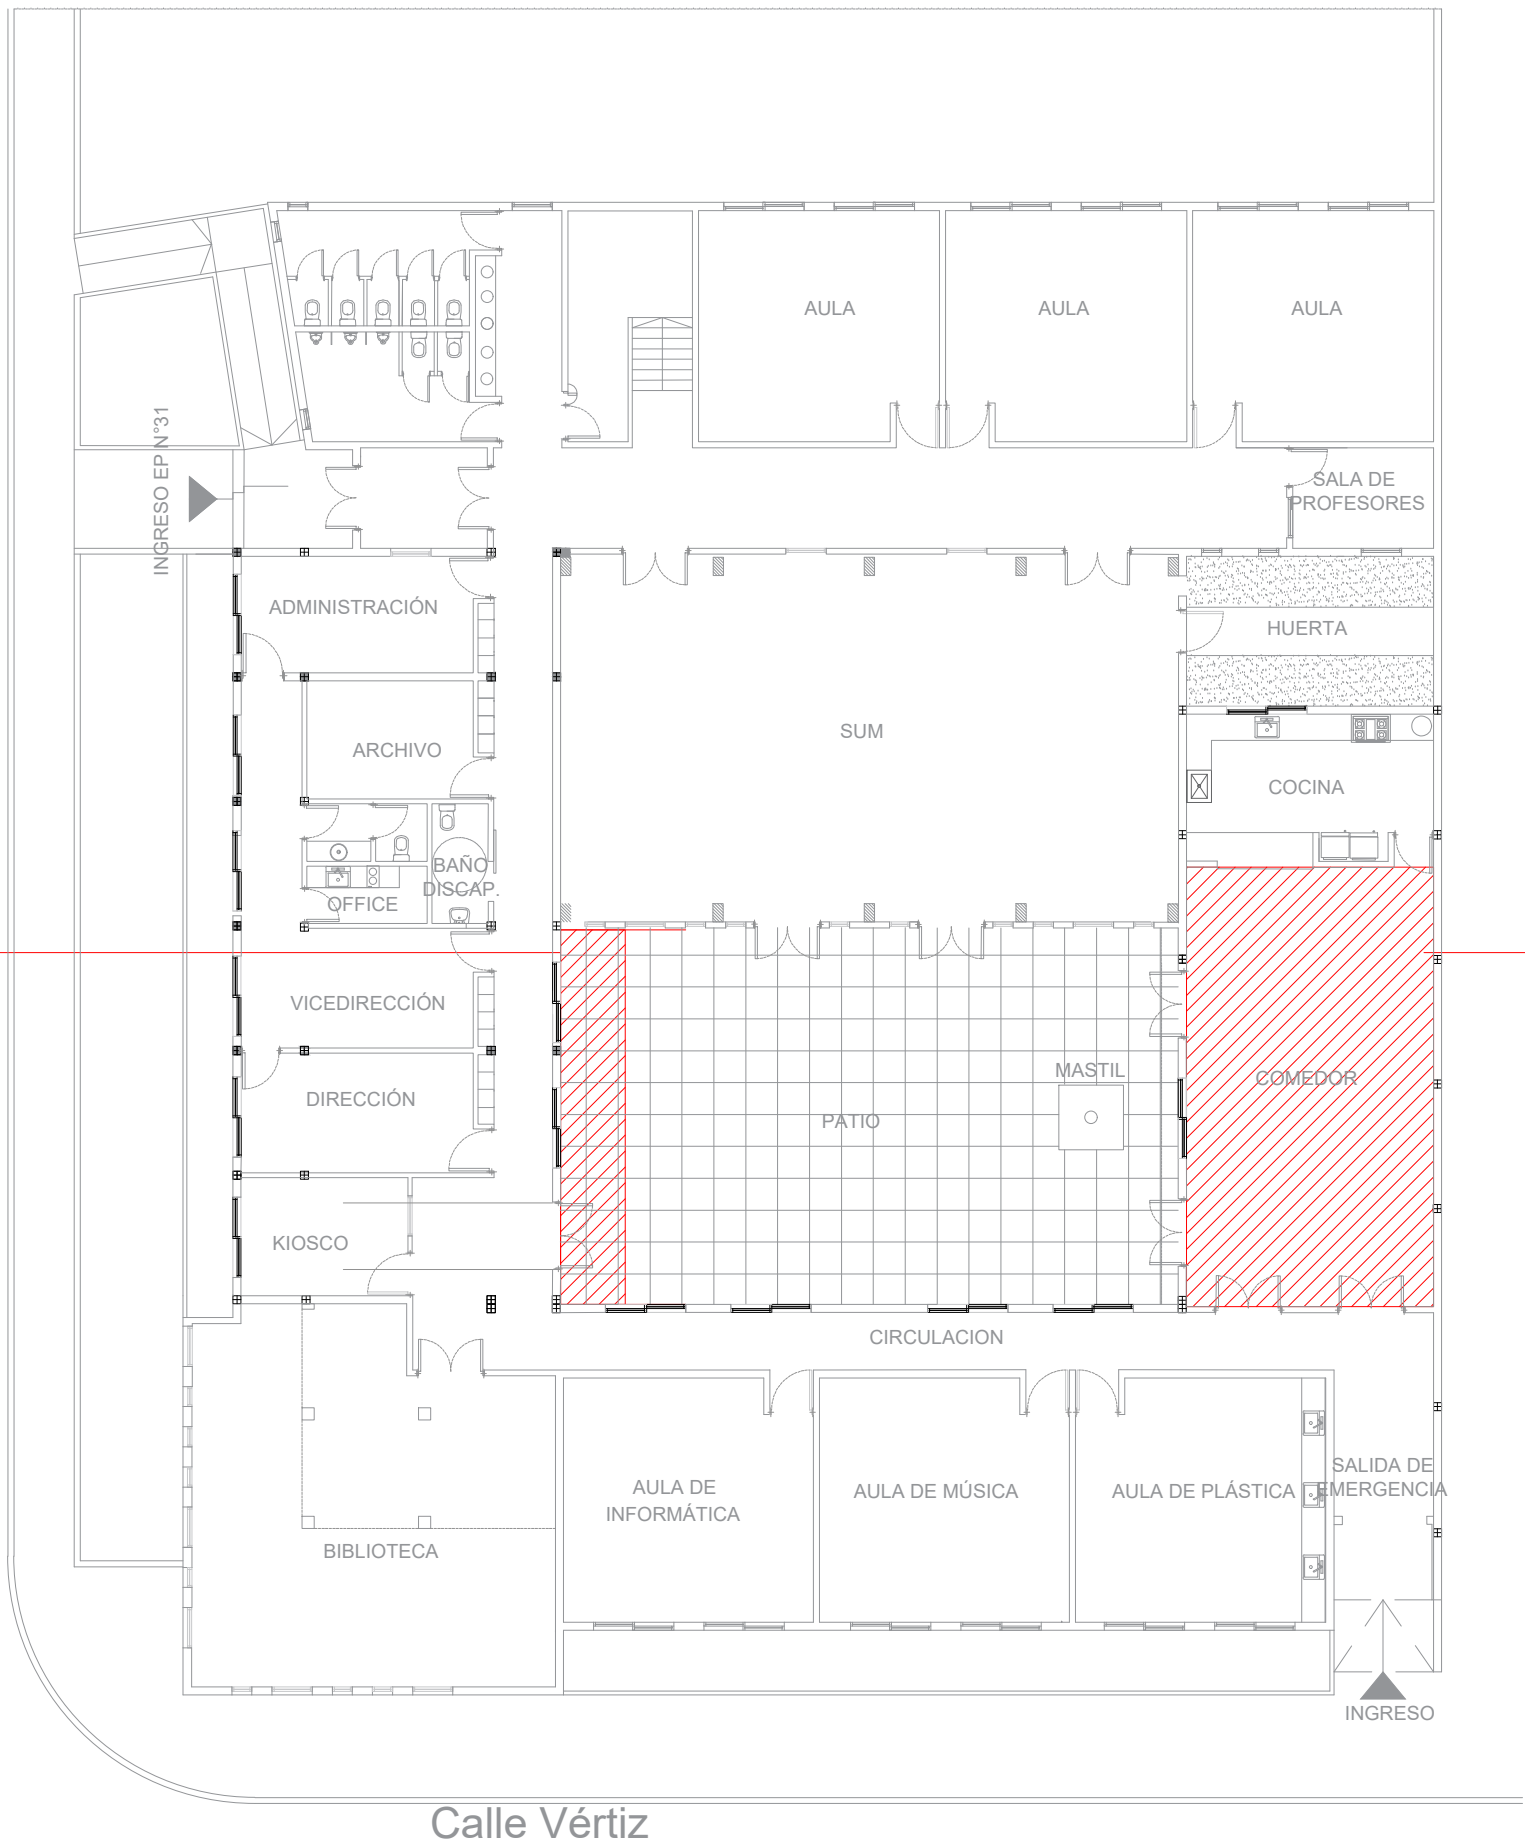 AULA
AULA
AULA
INGRESO EP N°31
SALA DE
PROFESORES
ADMINISTRACIÓN
HUERTA
SUM
ARCHIVO
COCINA
BAÑO
DISCAP.
OFFICE
VICEDIRECCIÓN
MASTIL
COMEDOR
DIRECCIÓN
PATIO
KIOSCO
CIRCULACION
SALIDA DE
EMERGENCIA
AULA DE
INFORMÁTICA
AULA DE MÚSICA
AULA DE PLÁSTICA
BIBLIOTECA
INGRESO
Calle Vértiz